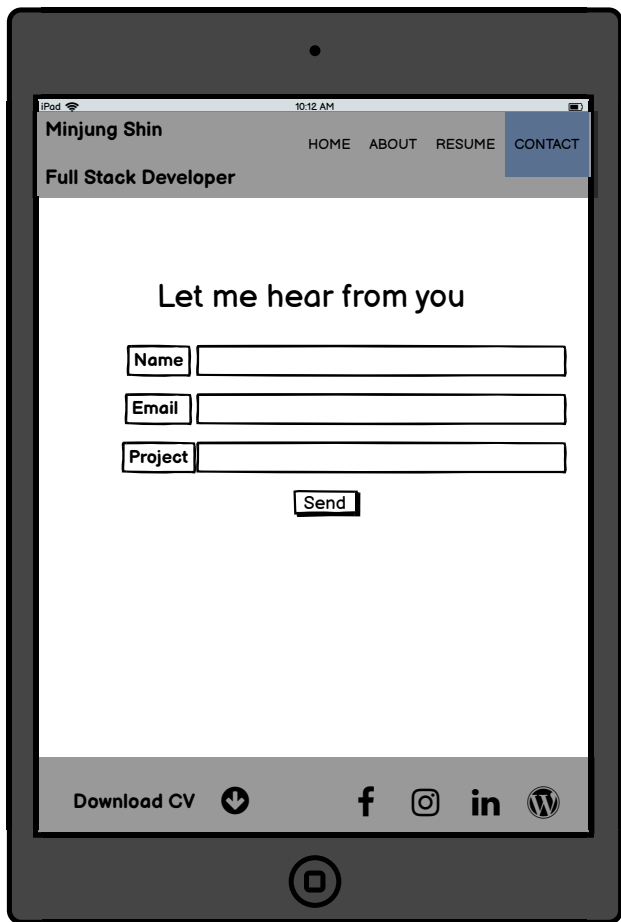 iPad 10:12 AM
Minjung Shin
HOME ABOUT RESUME CONTACT
Full Stack Developer
Let me hear from you
Name
Email
Project
Send
Download CV